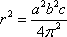 r² = a²b²c / 4π²